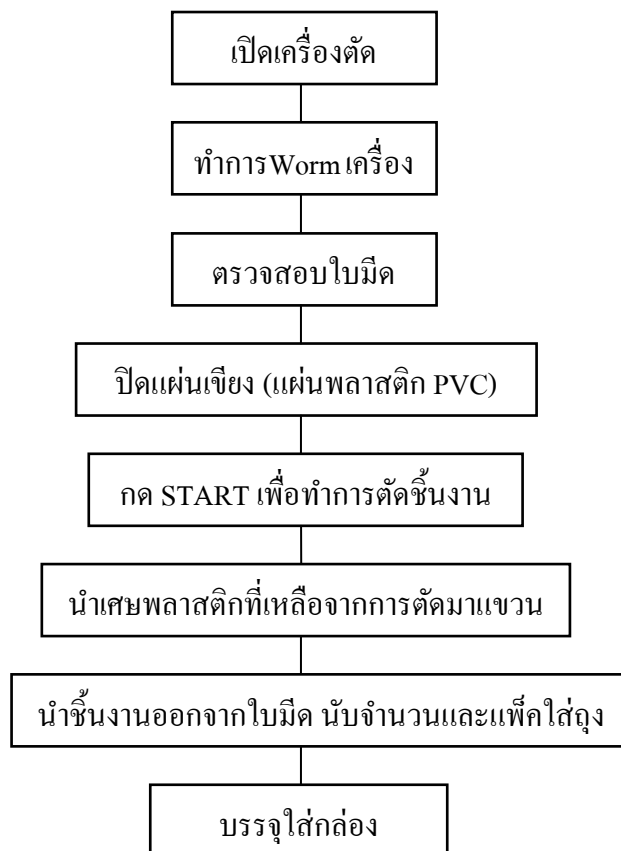 เปิดเครื่องตัด
ทำการWormเครื่อง
ตรวจสอบใบมีด
ปิดแผ่นเขียง (แผ่นพลาสติก PVC)
กด START เพื่อทำการตัดชิ้นงาน
นำเศษพลาสติกที่เหลือจากการตัดมาแขวน
นำชิ้นงานออกจากใบมีด นับจำนวนและแพ็คใส่ถุง
บรรจุใส่กล่อง